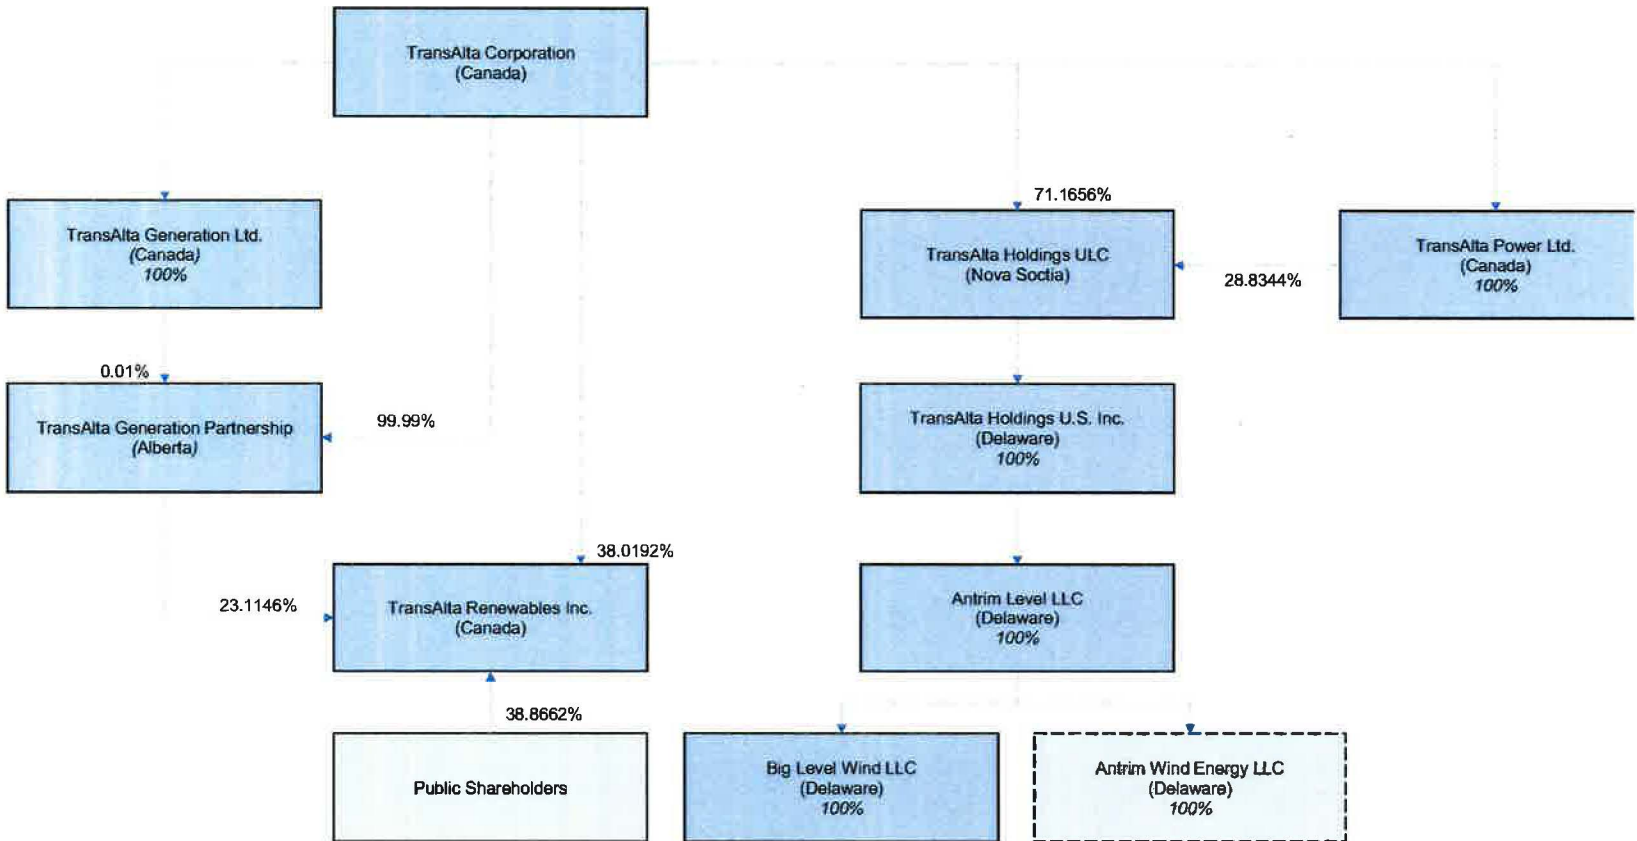 TransAlta Corporation
(Canada)
71.1656%
TransAlta Generation Ltd.
(Canada)
100%
TransAlta Holdings ULC
(Nova Soctia)
28.8344%
TransAlta Power Ltd.
(Canada)
100%
0.01%
TransAlta Generation Partnership
(Alberta)
99.99%
TransAlta Holdings U.S. Inc.
(Delaware)
100%
38.0192%
23.1146%
TransAlta Renewables Inc.
(Canada)
Antrim Level LLC
(Delaware)
100%
38.8662%
Public Shareholders
Big Level Wind LLC
(Delaware)
100%
Antrim Wind Energy LLC
(Delaware)
100%